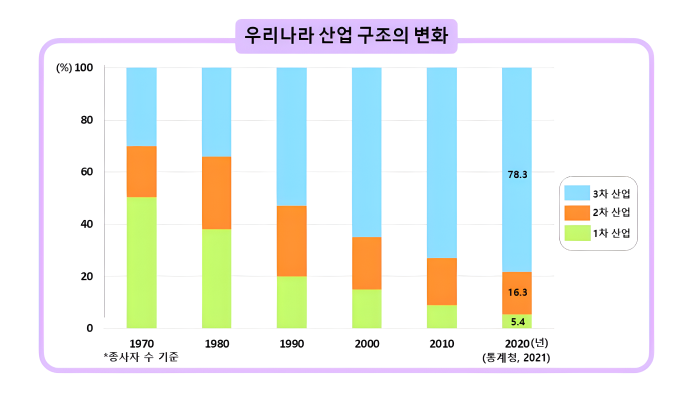 우리나라 산업 구조의 변화
(%) 100
80
60
40
20
0
78.3
16.3
5.4
3차 산업
2차 산업
1차 산업
1970 1980 1990 2000 2010 2020(년)
*종사자 수 기준 (통계청, 2021)